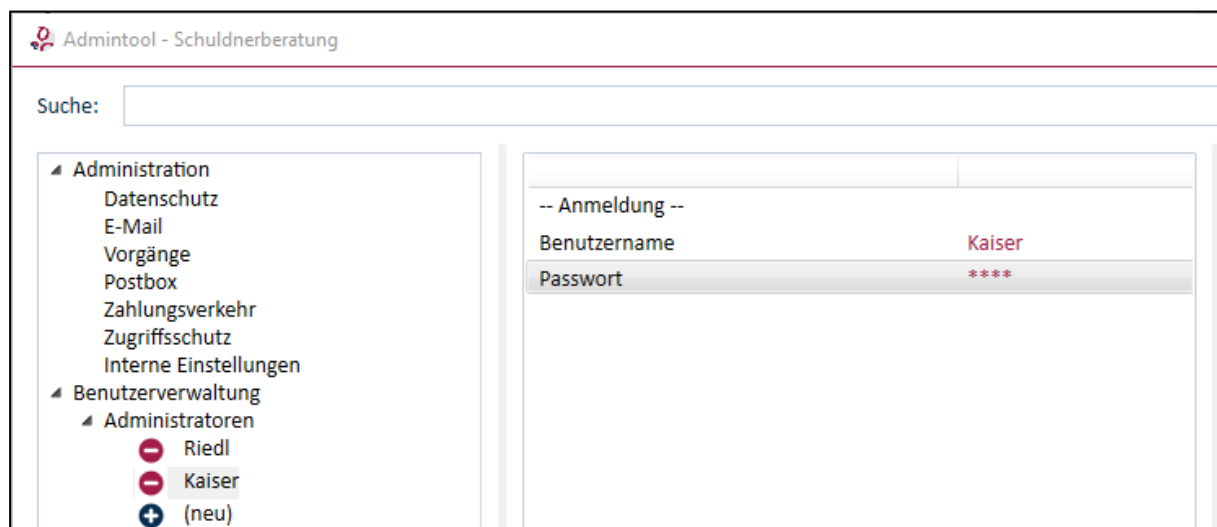 Admintool - Schuldnerberatung
Suche:
Administration
Datenschutz
E-Mail
Vorgänge
Postbox
Zahlungsverkehr
Zugriffsschutz
Interne Einstellungen
Benutzerverwaltung
Administratoren
Riedl
Kaiser
(neu)
-- Anmeldung --
Benutzername Kaiser
Passwort ****